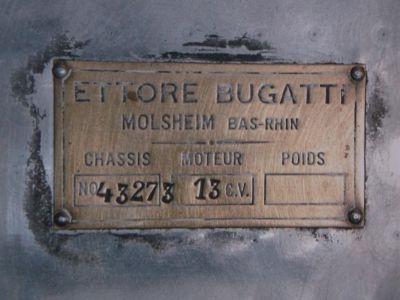 ETTORE BUGATTI
MOLSHEIM BAS-RHIN
CHASSIS MOTEUR POIDS
NO 43273 13 C.V.